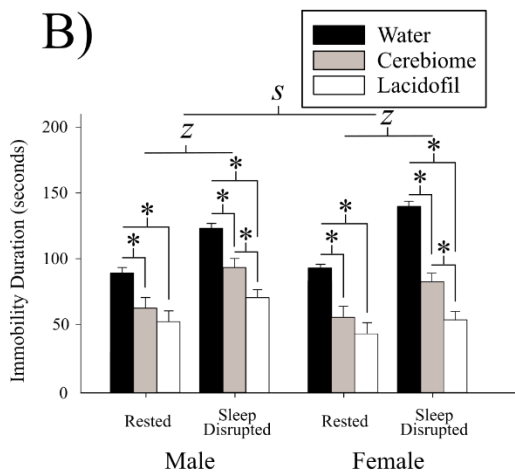 B)
Water
Cerebiome
Lacidofil
s
z
z
* * * * * * * * * *
Immobility Duration (seconds)
200
150
100
50
0
Rested
Sleep
Disrupted
Rested
Sleep
Disrupted
Male
Female